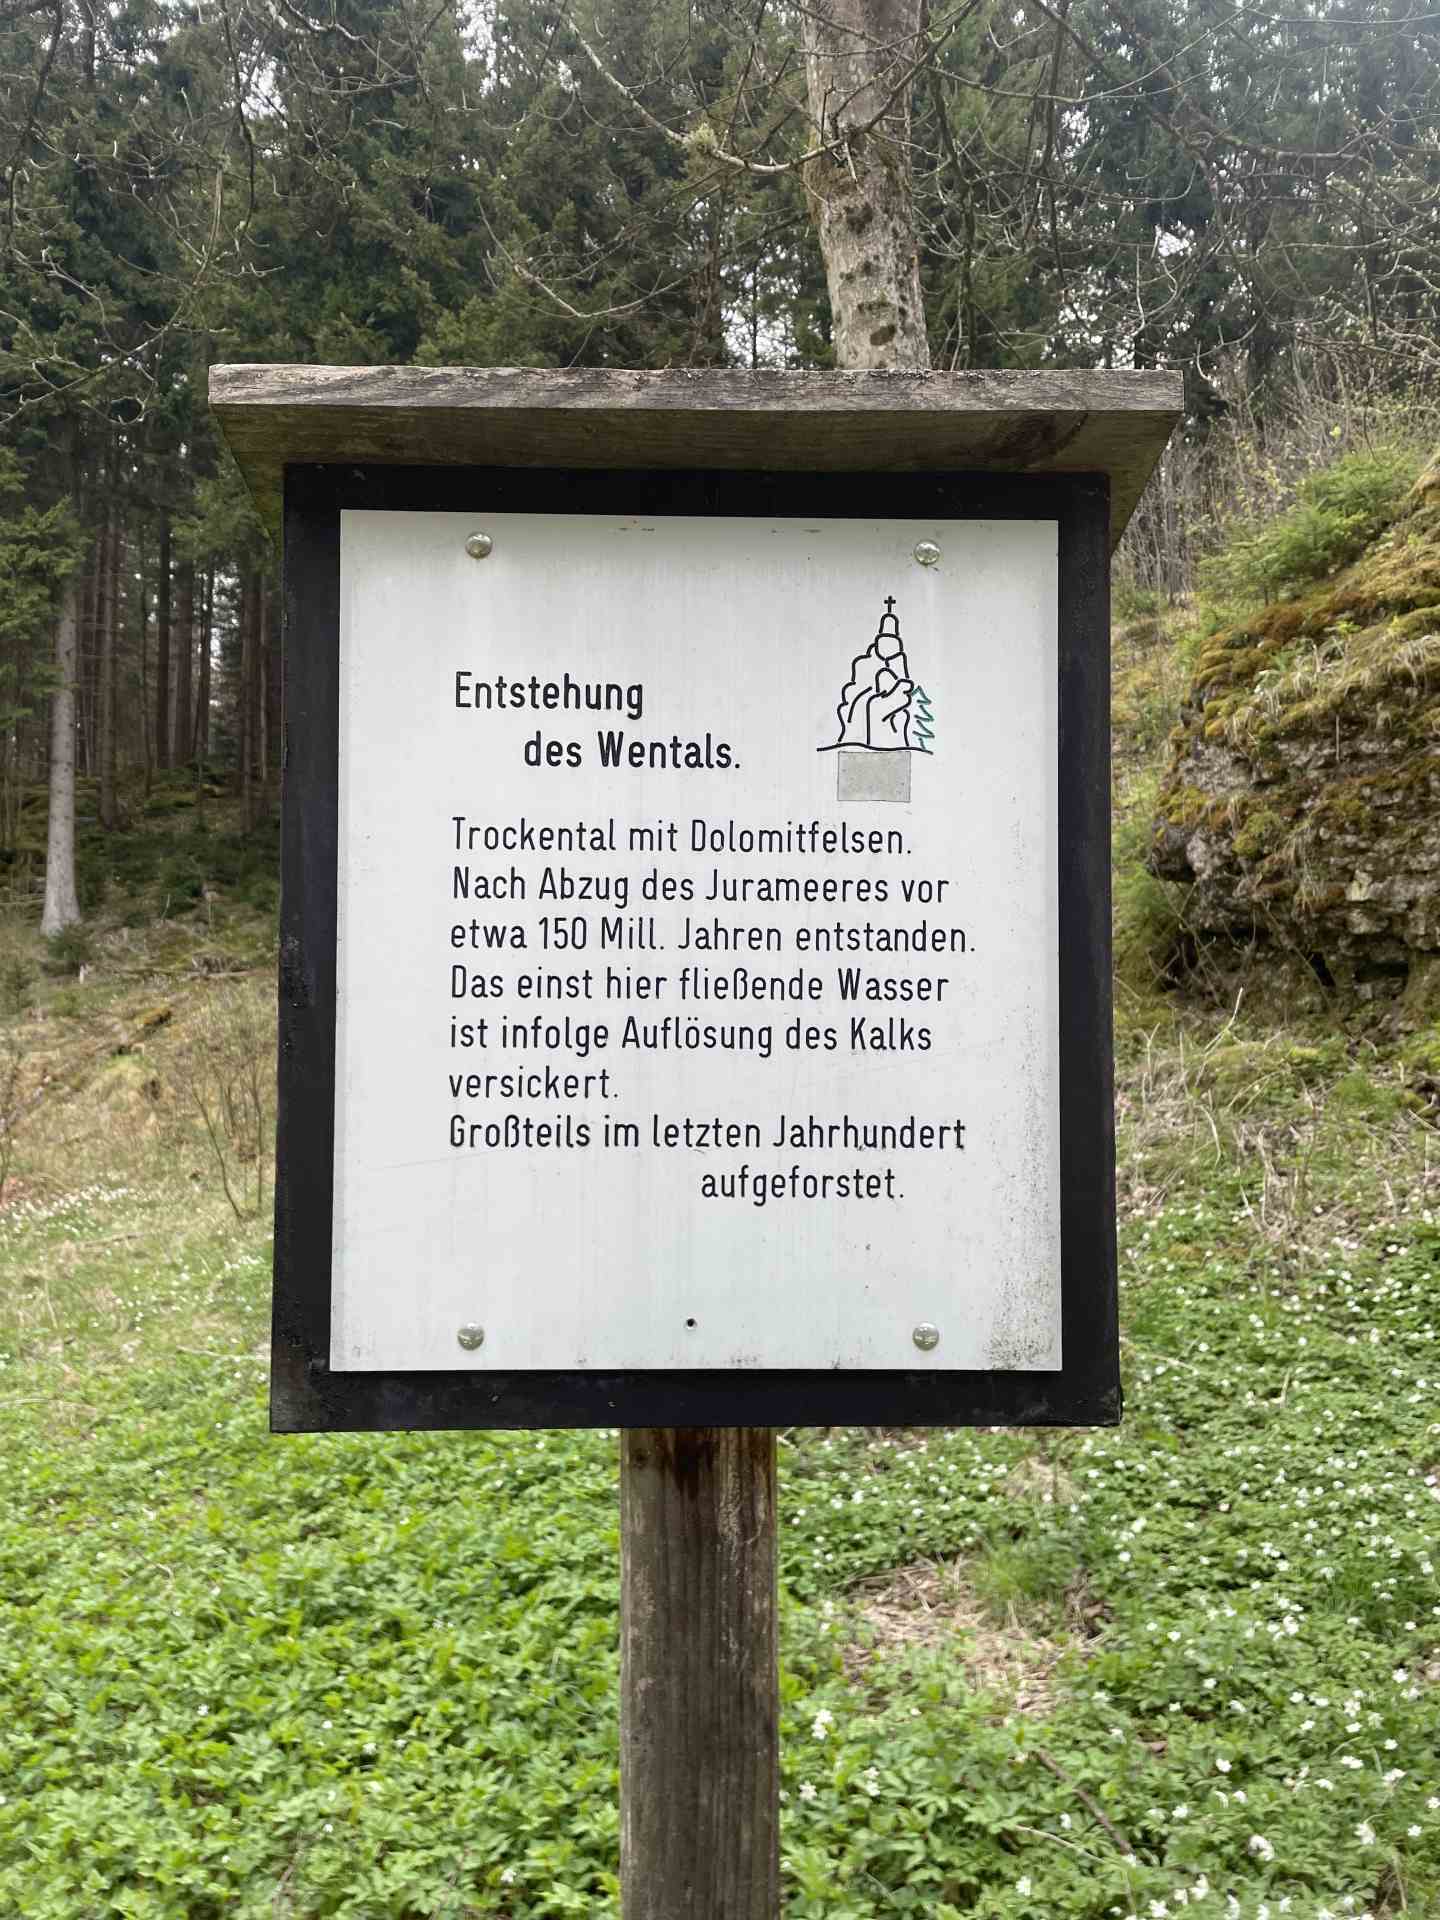 Entstehung
des Wentals.
Trockental mit Dolomitfelsen.
Nach Abzug des Jurameeres vor
etwa 150 Mill. Jahren entstanden.
Das einst hier fließende Wasser
ist infolge Auflösung des Kalks
versickert.
Großteils im letzten Jahrhundert
aufgeforstet.